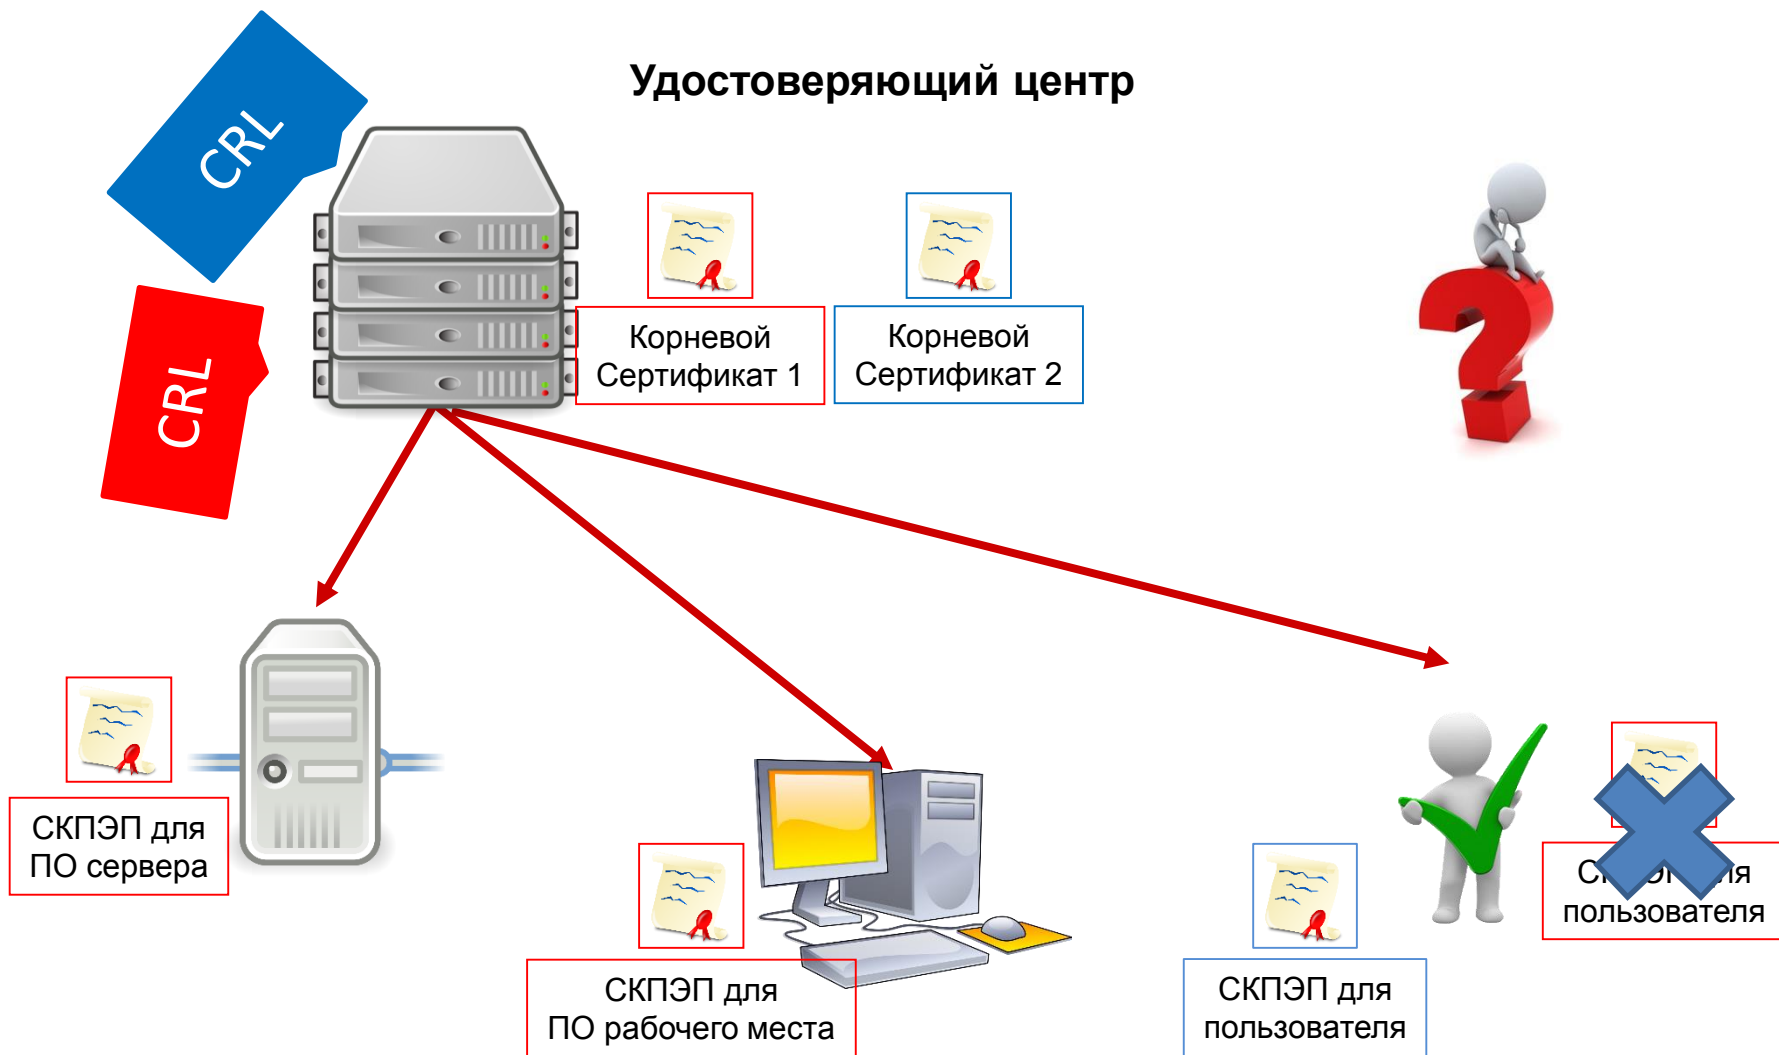 Удостоверяющий центр
CRL
CRL
Корневой
Сертификат 1
Корневой
Сертификат 2
СКПЭП для
ПО сервера
СКПЭП для
ПО рабочего места
СКПЭП для
пользователя
пользователя